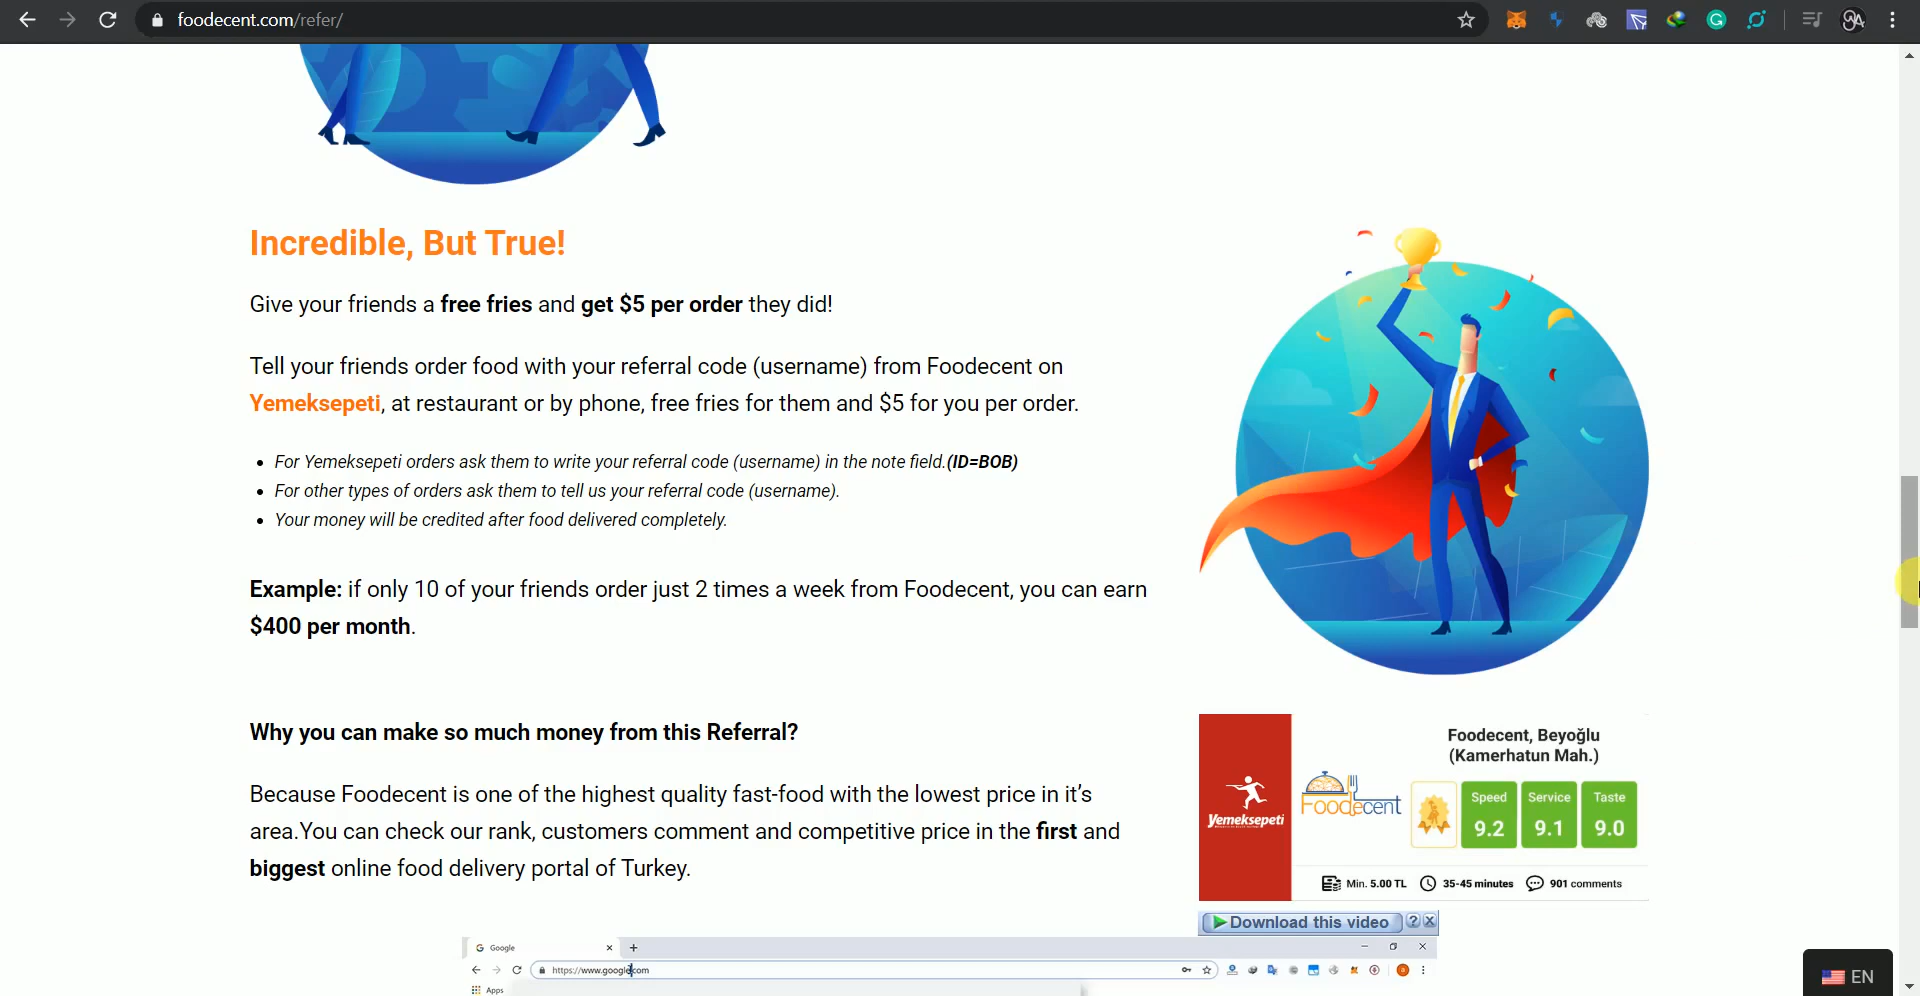 foodecent.com/refer/
Incredible, But True!
Give your friends a free fries and get $5 per order they did!
Tell your friends order food with your referral code (username) from Foodecent on
Yemeksepeti, at restaurant or by phone, free fries for them and $5 for you per order.
For Yemeksepeti orders ask them to write your referral code (username) in the note field.(ID=BOB)
For other types of orders ask them to tell us your referral code (username).
Your money will be credited after food delivered completely.
Example: if only 10 of your friends order just 2 times a week from Foodecent, you can earn
$400 per month.
Why you can make so much money from this Referral?
Because Foodecent is one of the highest quality fast-food with the lowest price in it's
area.You can check our rank, customers comment and competitive price in the first and
biggest online food delivery portal of Turkey.
Foodecent, Beyoğlu
(Kamerhatun Mah.)
Yemeksepeti
Foodecent
Speed
9.2
Service
9.1
Taste
9.0
Min. 5.00 TL
35-45 minutes
901 comments
Download this video
Google
https://www.google.com
Apps
EN